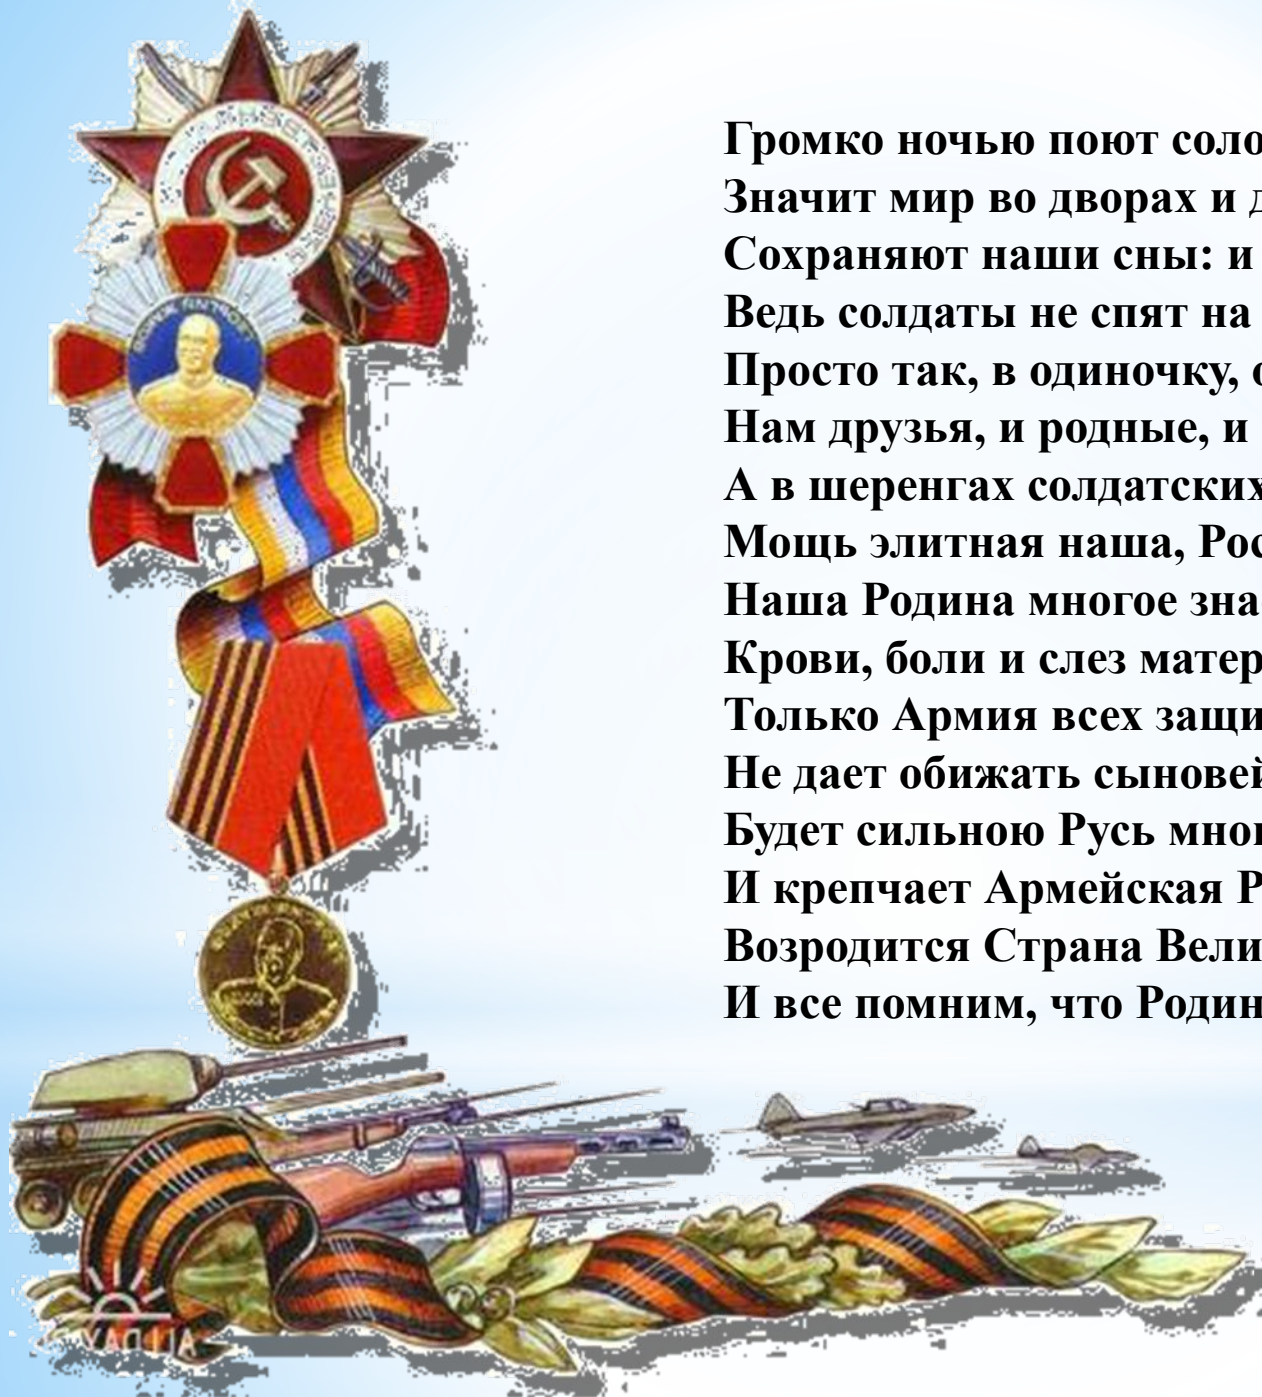 Громко ночью поют соло
Значит мир во дворах и д
Сохраняют наши сны: и
Ведь солдаты не спят на
Просто так, в одиночку, о
Нам друзья, и родные, и
А в шеренгах солдатских
Мощь элитная наша, Рос
Наша Родина многое зна
Крови, боли и слез матер
Только Армия всех защи
Не дает обижать сыновей
Будет сильною Русь мног
И крепчает Армейская Р
Возродится Страна Вели
И все помним, что Родин
ALLDAY